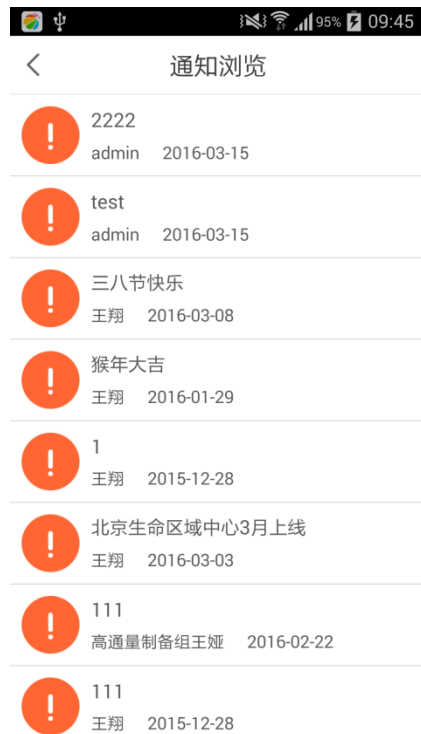 95% 09:45
通知浏览
2222
admin 2016-03-15
test
admin 2016-03-15
三八节快乐
王翔 2016-03-08
猴年大吉
王翔 2016-01-29
1
王翔 2015-12-28
北京生命区域中心3月上线
王翔 2016-03-03
111
高通量制备组王娅 2016-02-22
111
王翔 2015-12-28